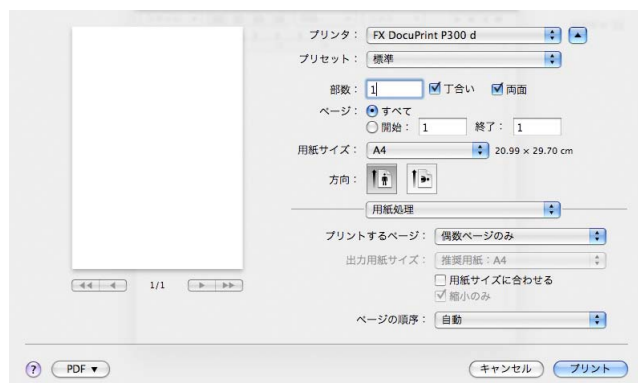 プリンタ： FX DocuPrint P300 d
プリセット： 標準
部数： 1 丁合い 両面
ページ： すべて
開始： 1 終了： 1
用紙サイズ： A4 20.99 × 29.70 cm
方向：
用紙処理
プリントするページ： 偶数ページのみ
出力用紙サイズ： 推奨用紙：A4
用紙サイズに合わせる
縮小のみ
1/1
ページの順序： 自動
? PDF ▼ キャンセル プリント